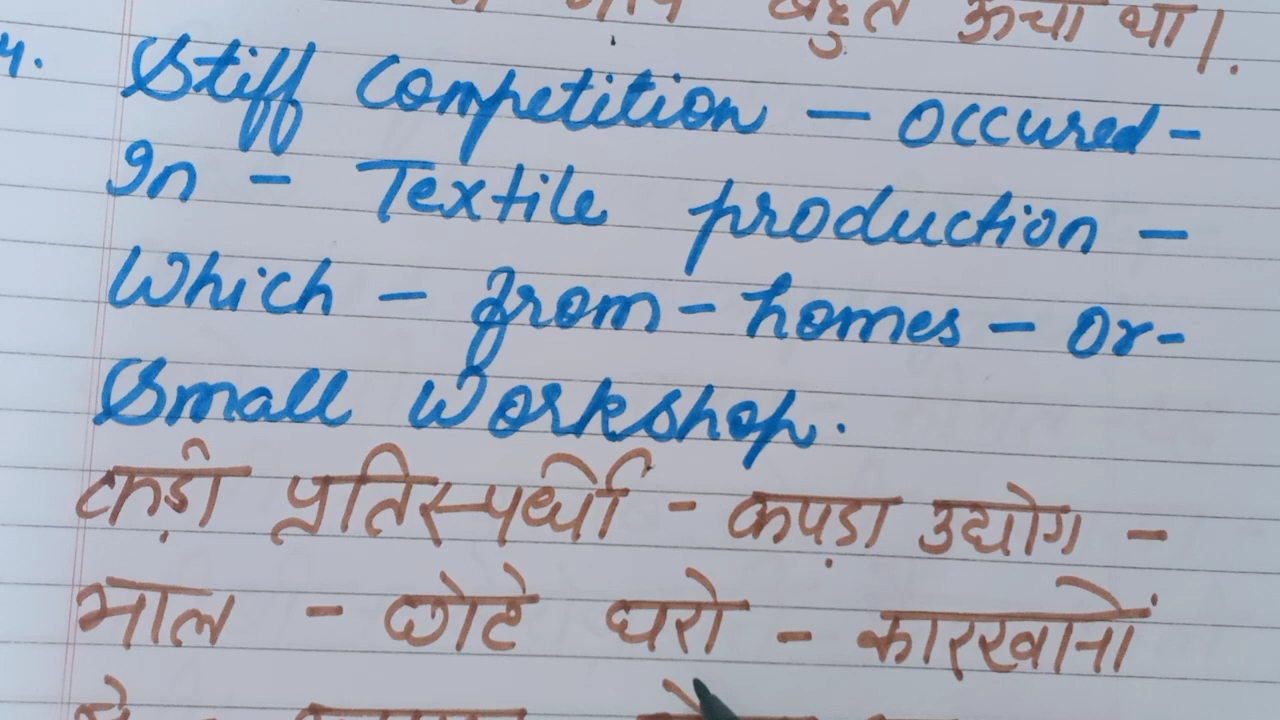 बहुत ऊँचा था।
4. Stiff Competition - occured -
In - Textile production -
Which - from - homes - or -
Small Workshop.
कड़ी प्रतिस्पर्धा - कपड़ा उद्योग -
माल - छोटे घरो - कारखानों
से -